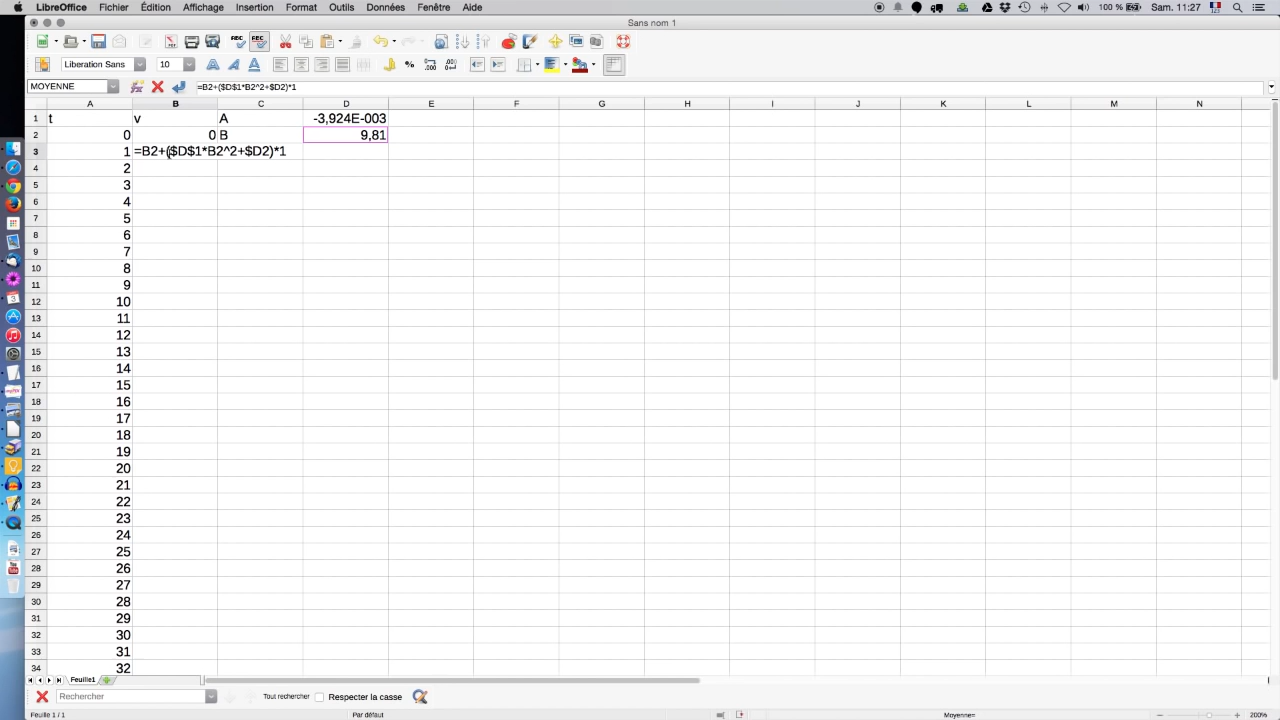 LibreOffice Fichier Édition Affichage Insertion Format Outils Données Fenêtre Aide 100 % Sam. 11:27
Sans nom 1
Liberation Sans 10
MOYENNE =B2+($D$1*B2^2+$D2)*1
A B C D E F G H I J K L M N
1 t v A -3,924E-003
2 0 0 B 9,81
3 1 =B2+($D$1*B2^2+$D2)*1
4 2
5 3
6 4
7 5
8 6
9 7
10 8
11 9
12 10
13 11
14 12
15 13
16 14
17 15
18 16
19 17
20 18
21 19
22 20
23 21
24 22
25 23
26 24
27 25
28 26
29 27
30 28
31 29
32 30
33 31
34 32
Feuille1
Rechercher Tout rechercher Respecter la casse
Feuille 1 / 1 Par défaut Moyenne= 200%